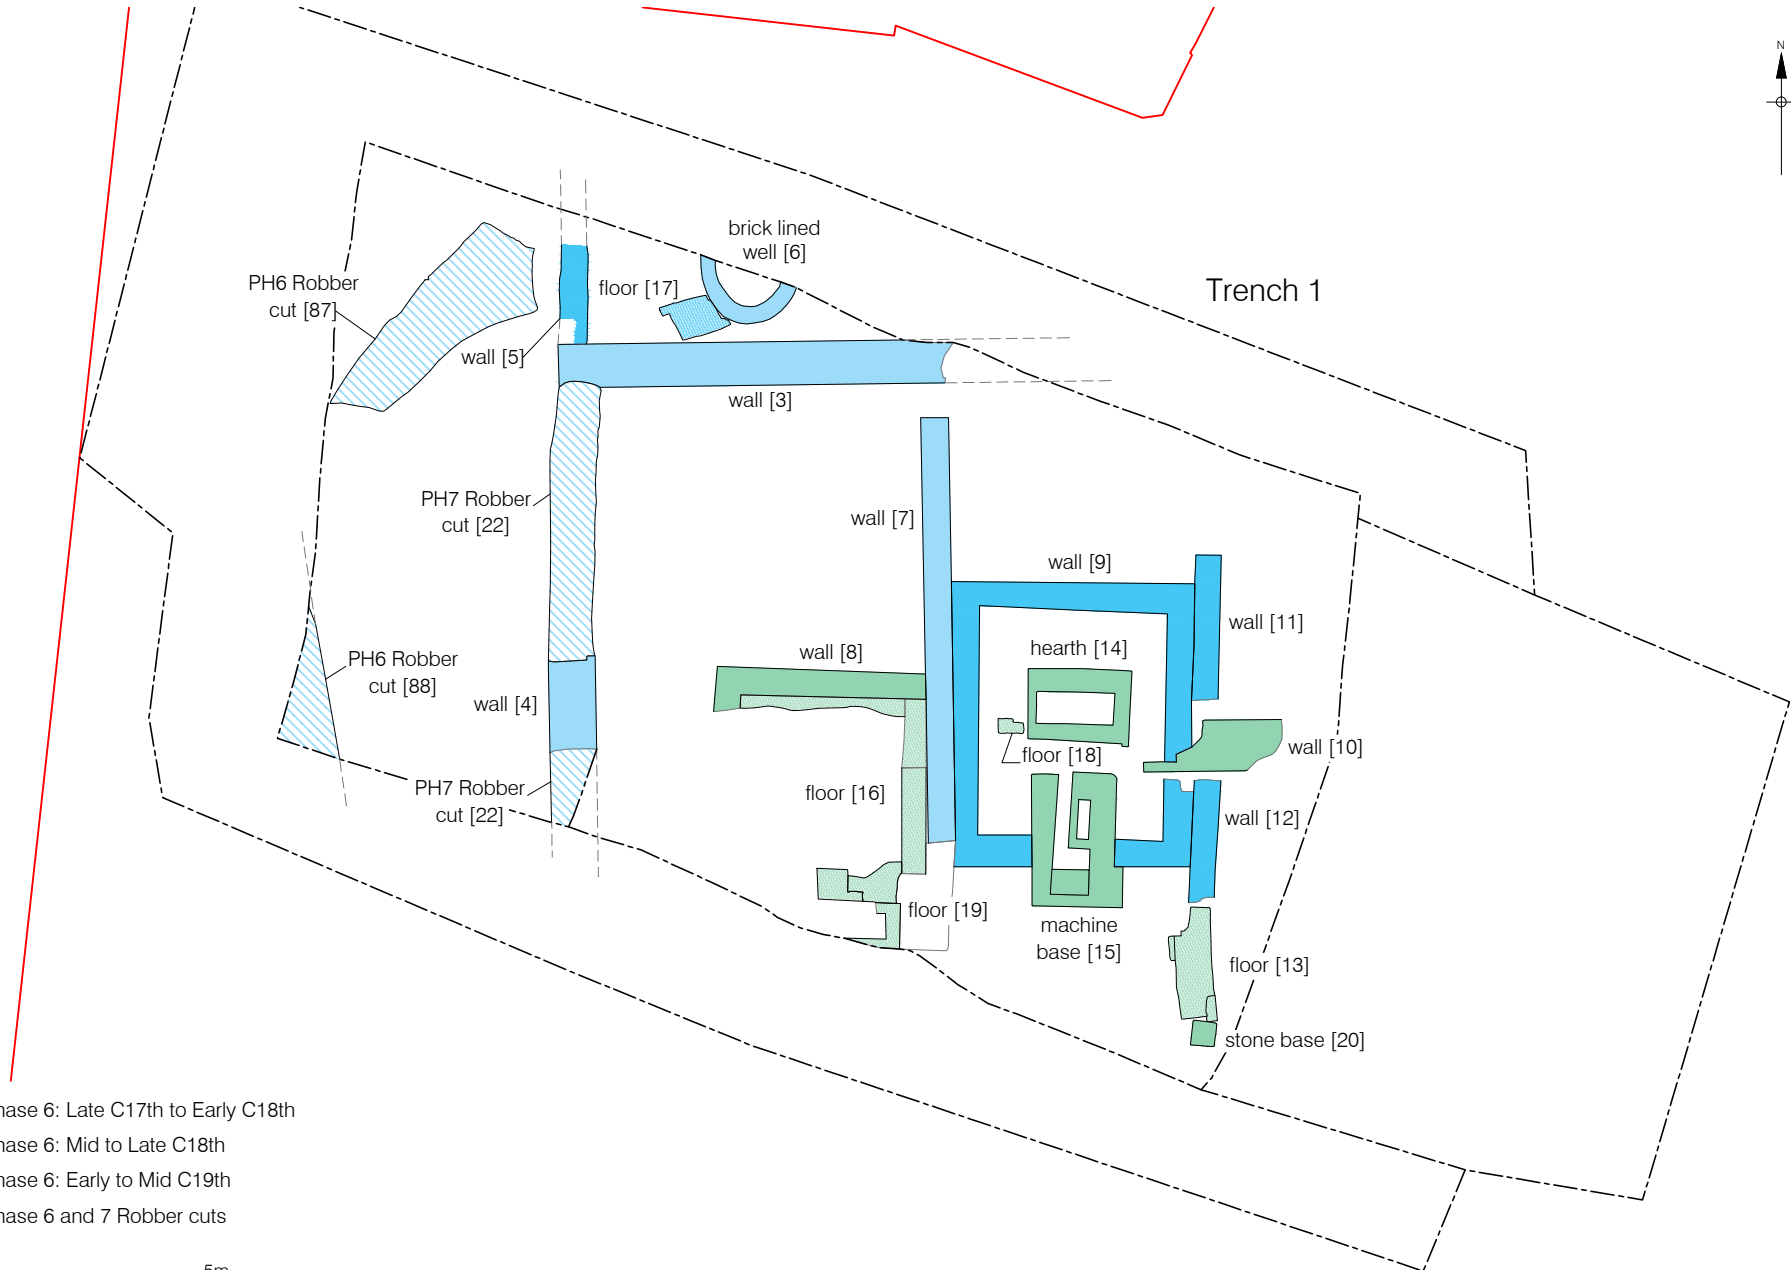 N
brick lined
well [6]
Trench 1
PH6 Robber
cut [87]
floor [17]
wall [5]
wall [3]
PH7 Robber
cut [22]
wall [7]
wall [9]
wall [11]
hearth [14]
wall [8]
PH6 Robber
cut [88]
wall [4]
floor [18]
wall [10]
PH7 Robber
cut [22]
floor [16]
wall [12]
floor [19]
machine
base [15]
floor [13]
stone base [20]
hase 6: Late C17th to Early C18th
hase 6: Mid to Late C18th
hase 6: Early to Mid C19th
hase 6 and 7 Robber cuts
5m